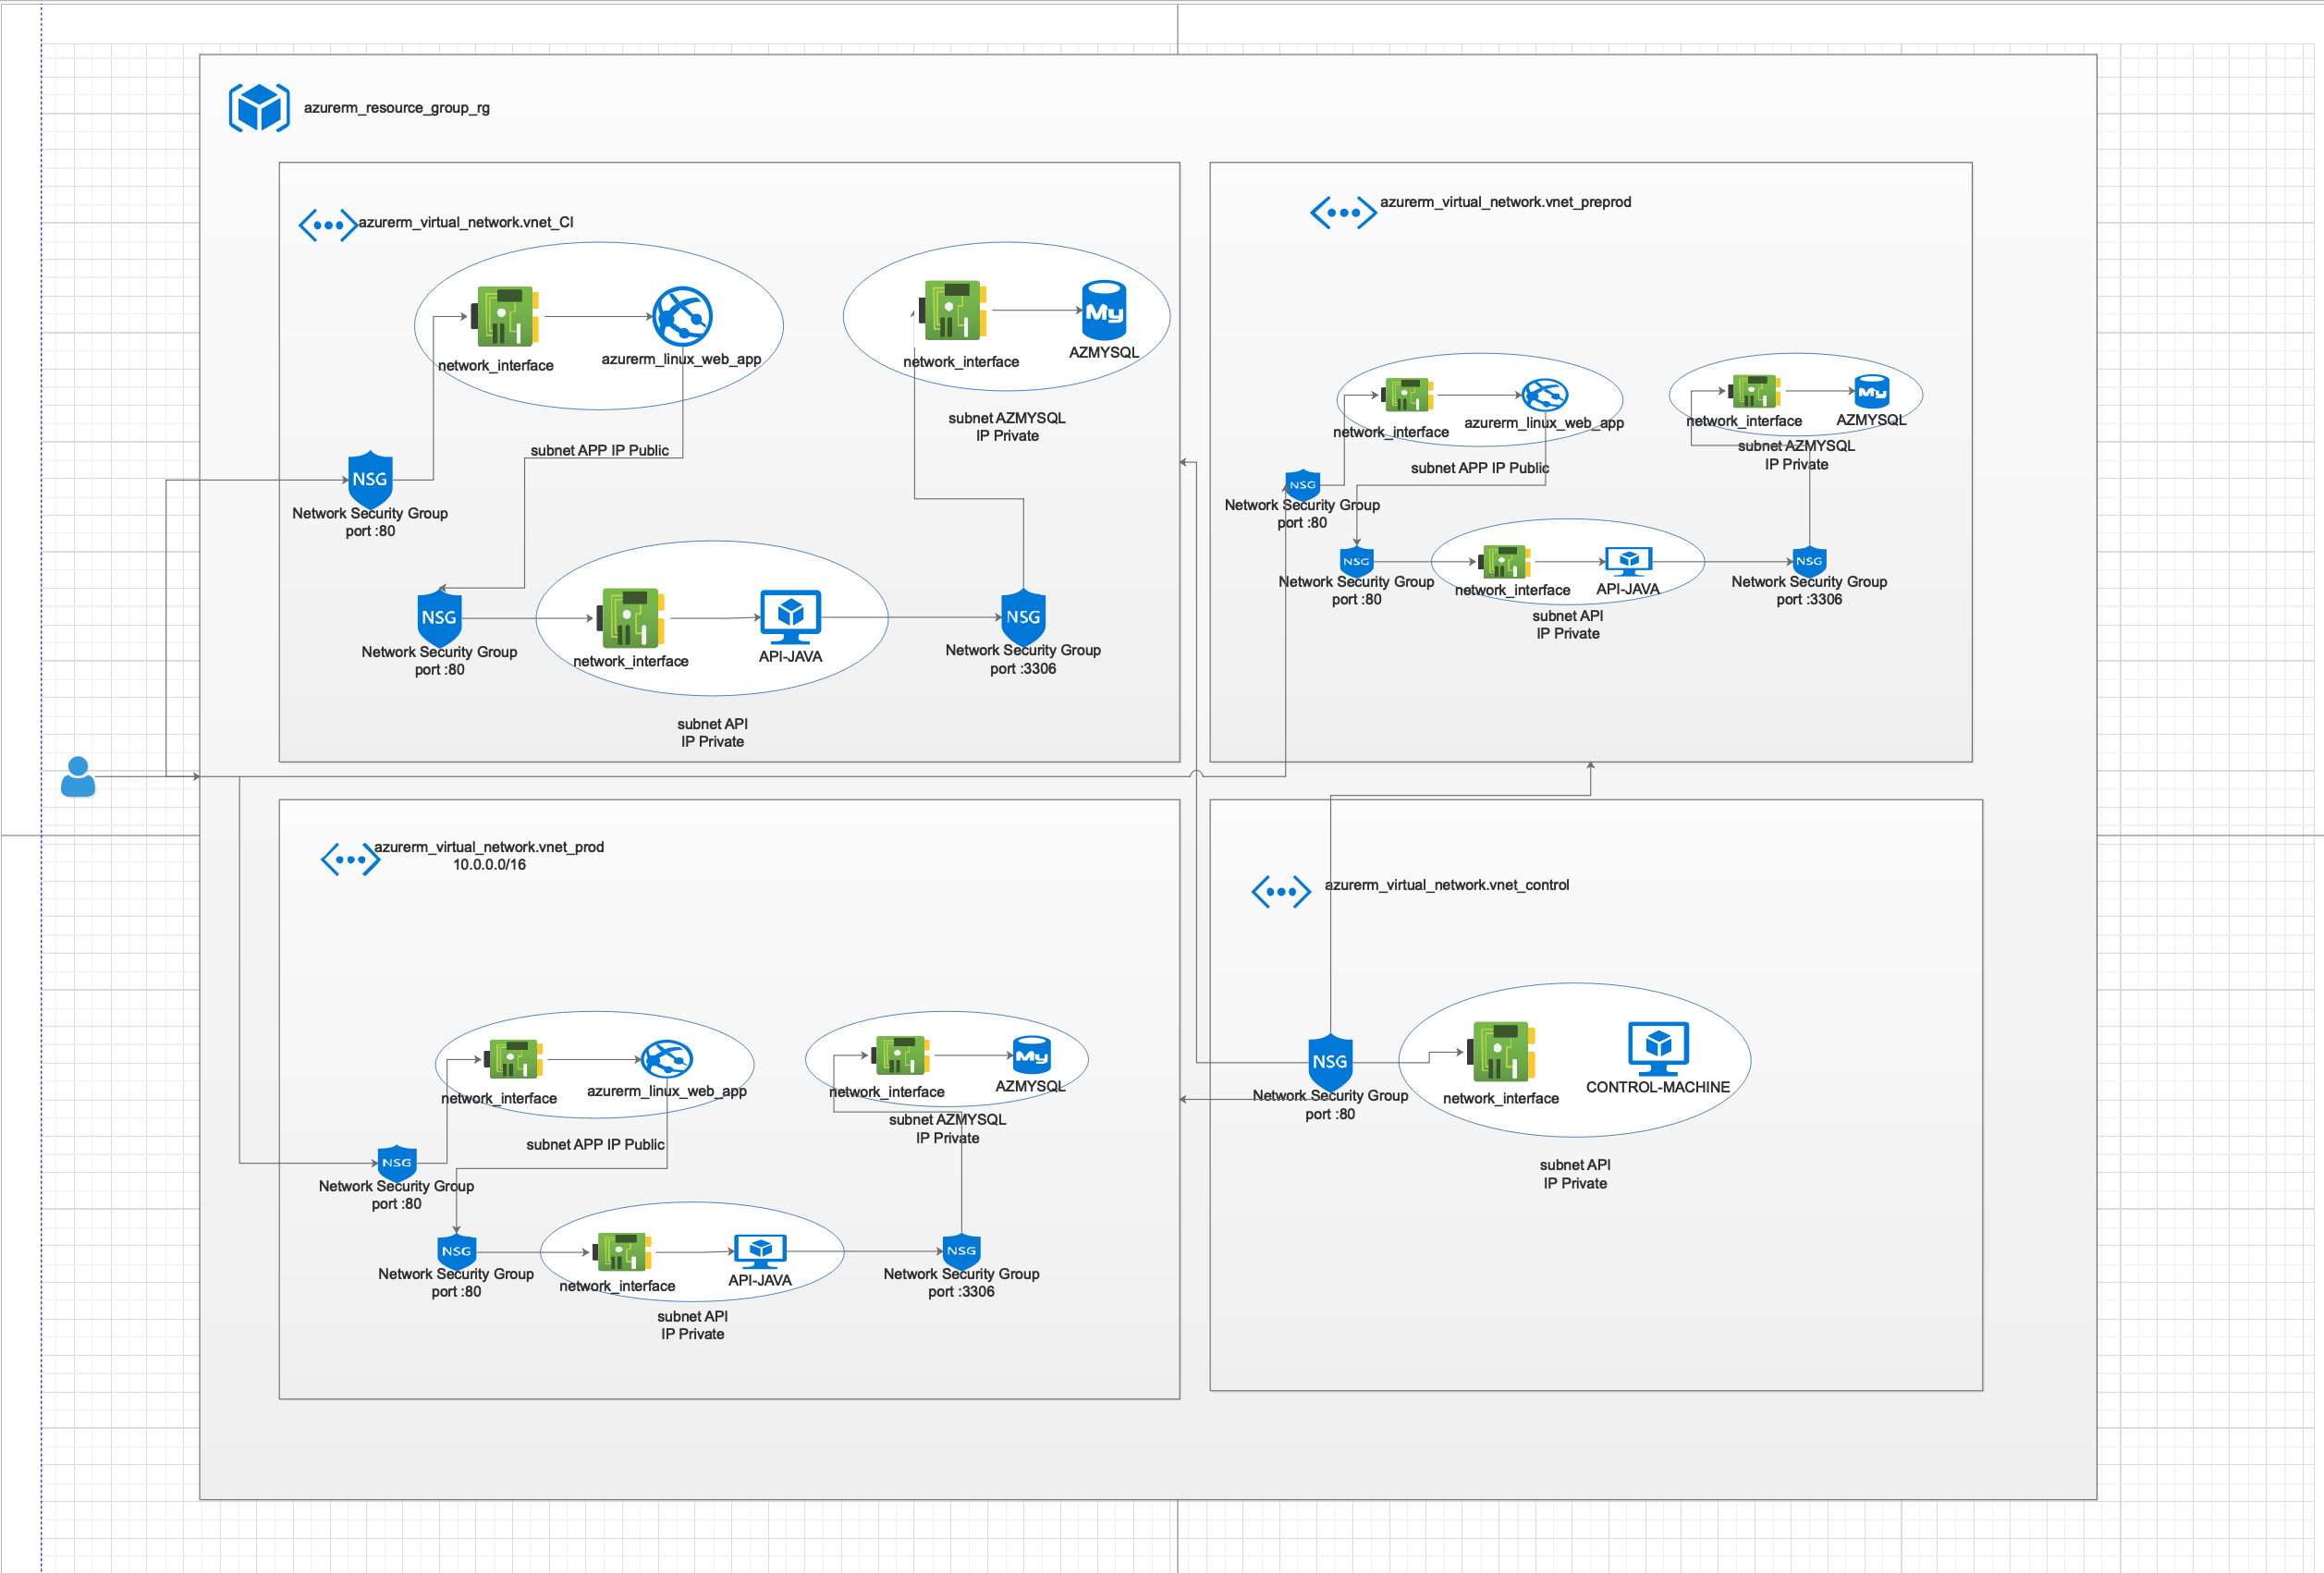 azurerm_resource_group_rg
azurerm_virtual_network.vnet_CI
network_interface
azurerm_linux_web_app
subnet APP IP Public
network_interface
My
AZMYSQL
subnet AZMYSQL
IP Private
NSG
Network Security Group
port :80
NSG
Network Security Group
port :80
network_interface
API-JAVA
subnet API
IP Private
NSG
Network Security Group
port :3306
azurerm_virtual_network.vnet_preprod
network_interface
azurerm_linux_web_app
subnet APP IP Public
network_interface
My
AZMYSQL
subnet AZMYSQL
IP Private
NSG
Network Security Group
port :80
NSG
Network Security Group
port :80
network_interface
API-JAVA
subnet API
IP Private
NSG
Network Security Group
port :3306
azurerm_virtual_network.vnet_prod
10.0.0.0/16
network_interface
azurerm_linux_web_app
subnet APP IP Public
network_interface
My
AZMYSQL
subnet AZMYSQL
IP Private
NSG
Network Security Group
port :80
NSG
Network Security Group
port :80
network_interface
API-JAVA
subnet API
IP Private
NSG
Network Security Group
port :3306
azurerm_virtual_network.vnet_control
NSG
Network Security Group
port :80
network_interface
CONTROL-MACHINE
subnet API
IP Private